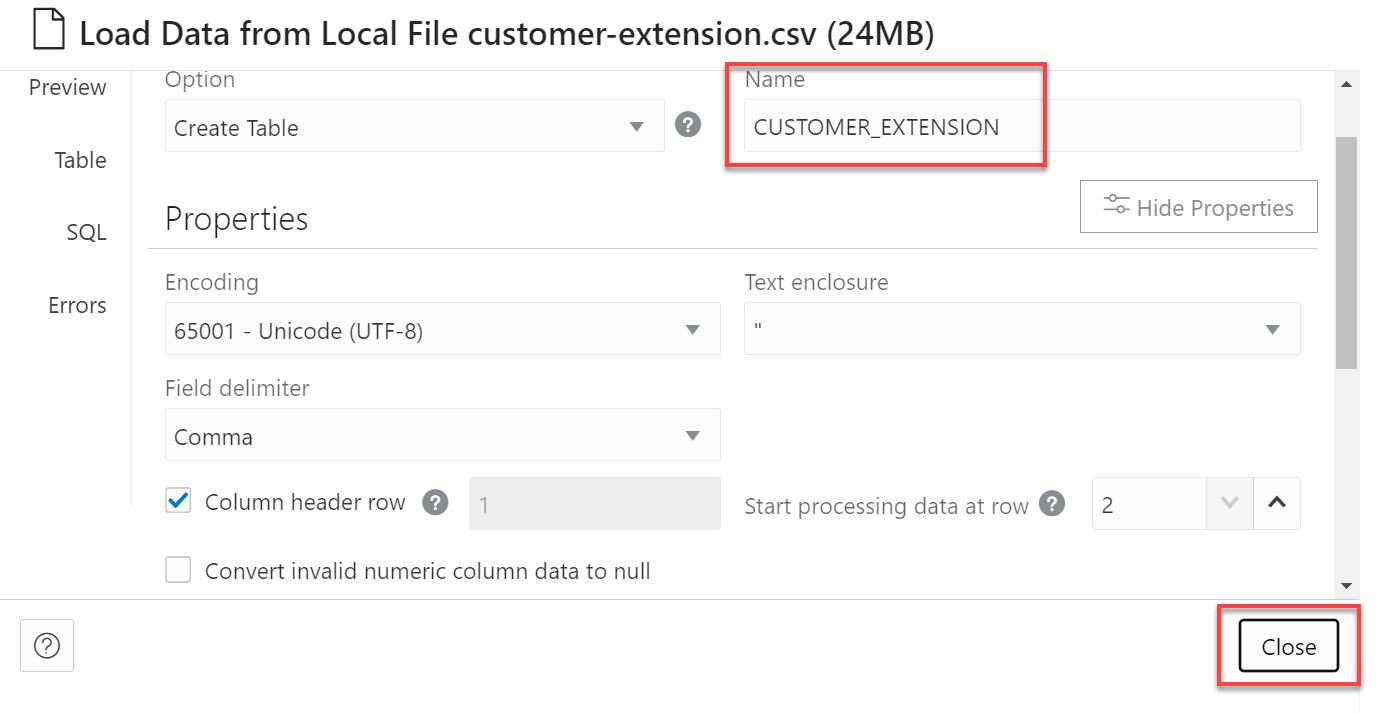 Load Data from Local File customer-extension.csv (24MB)
Preview
Table
SQL
Errors
Option
Name
Create Table
?
CUSTOMER_EXTENSION
Hide Properties
Properties
Encoding
Text enclosure
65001 - Unicode (UTF-8)
"
Field delimiter
Comma
Column header row ? 1
Start processing data at row ? 2
Convert invalid numeric column data to null
?
Close